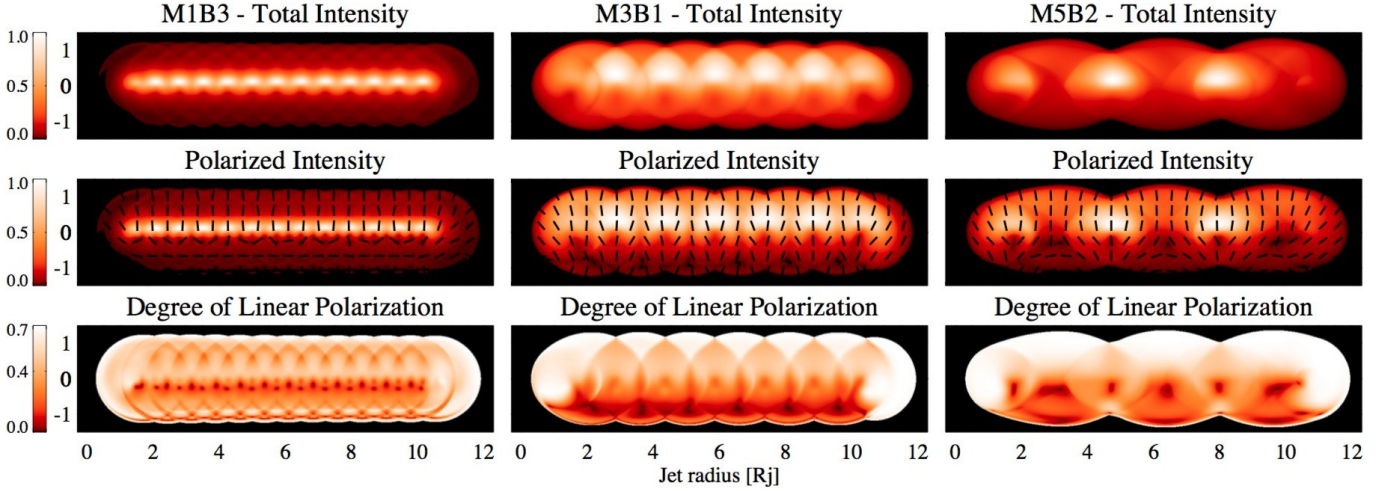 M1B3 - Total Intensity
M3B1 - Total Intensity
M5B2 - Total Intensity
1.0
0.5
0.0
1
0
-1
Polarized Intensity
Polarized Intensity
Polarized Intensity
1.0
0.5
0.0
1
0
-1
Degree of Linear Polarization
Degree of Linear Polarization
Degree of Linear Polarization
0.7
0.4
0.0
1
0
-1
0 2 4 6 8 10 12
0 2 4 6 8 10 12
0 2 4 6 8 10 12
Jet radius [Rj]